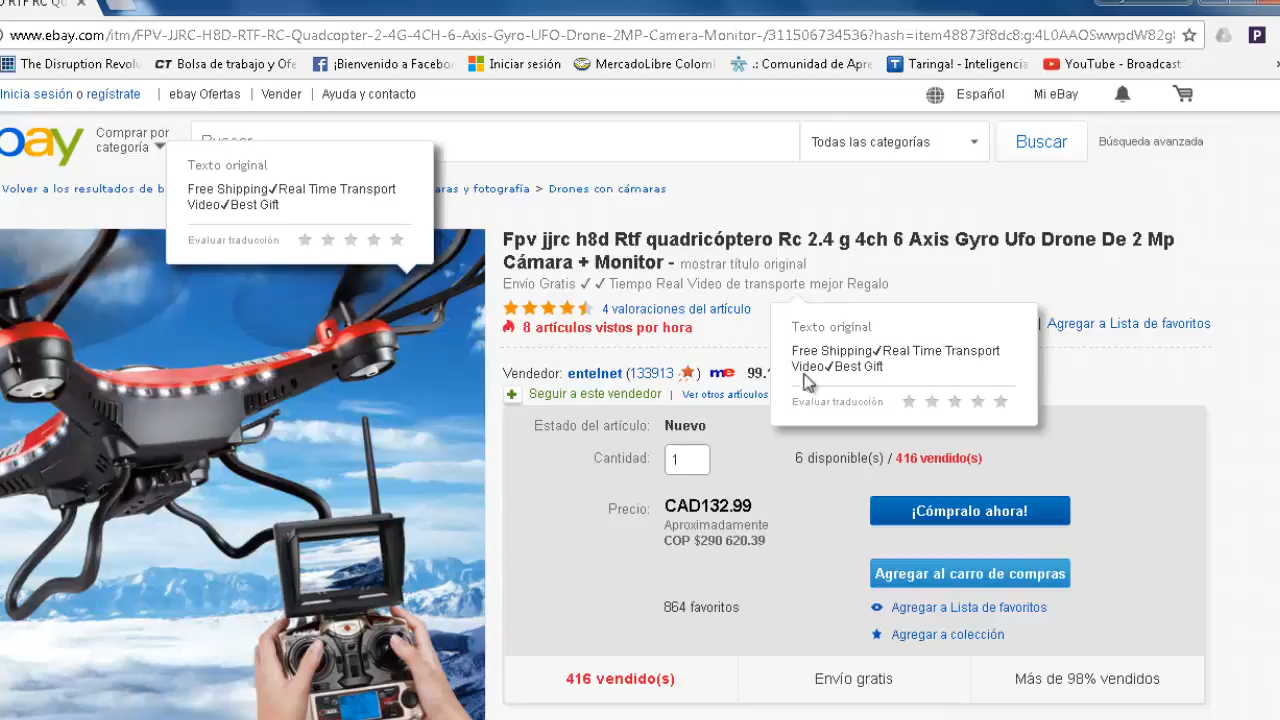 www.ebay.com/itm/FPV-JJRC-H8D-RTF-RC-Quadcopter-2-4G-4CH-6-Axis-Gyro-UFO-Drone-2MP-Camera-Monitor-/311506734536?hash=item48873f8dc8:g:4L0AAOSwwpdW82g
The Disruption Revolu CT Bolsa de trabajo y Ofe ¡Bienvenido a Facebo Iniciar sesión MercadoLibre Colom .: Comunidad de Apre T Taringa! - Inteligencia YouTube - Broadcast
Inicia sesión o regístrate | ebay Ofertas | Vender | Ayuda y contacto Español Mi eBay
ebay Comprar por categoría Buscar... Todas las categorías Buscar Búsqueda avanzada
Volver a los resultados de b
aras y fotografía > Drones con cámaras
Texto original
Free Shipping✓Real Time Transport
Video✓Best Gift
Evaluar traducción
Fpv jjrc h8d Rtf quadricóptero Rc 2.4 g 4ch 6 Axis Gyro Ufo Drone De 2 Mp
Cámara + Monitor - mostrar título original
Envío Gratis ✓ ✓ Tiempo Real Video de transporte mejor Regalo
4 valoraciones del artículo
8 artículos vistos por hora
| Agregar a Lista de favoritos
Texto original
Free Shipping✓Real Time Transport
Video✓Best Gift
Evaluar traducción
Vendedor: entelnet (133913 ) me 99.
+ Seguir a este vendedor | Ver otros artículos
Estado del artículo: Nuevo
Cantidad: 1 6 disponible(s) / 416 vendido(s)
Precio: CAD132.99
Aproximadamente
COP $290 620.39
¡Cómpralo ahora!
Agregar al carro de compras
864 favoritos
Agregar a Lista de favoritos
Agregar a colección
416 vendido(s) Envío gratis Más de 98% vendidos